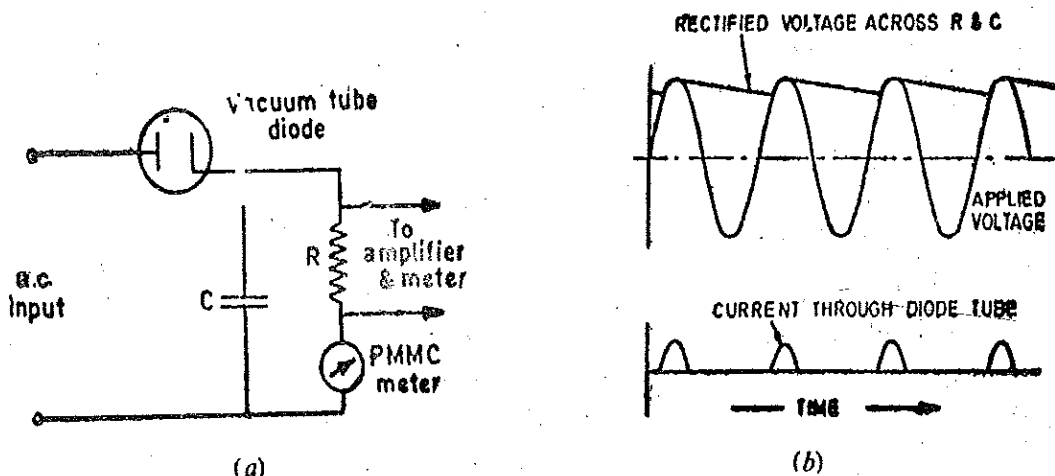 Vacuum tube
diode
a.c.
input
C
R
To
amplifier
& meter
PMMC
meter
(a)
RECTIFIED VOLTAGE ACROSS R & C
APPLIED
VOLTAGE
CURRENT THROUGH DIODE TUBE
TIME
(b)